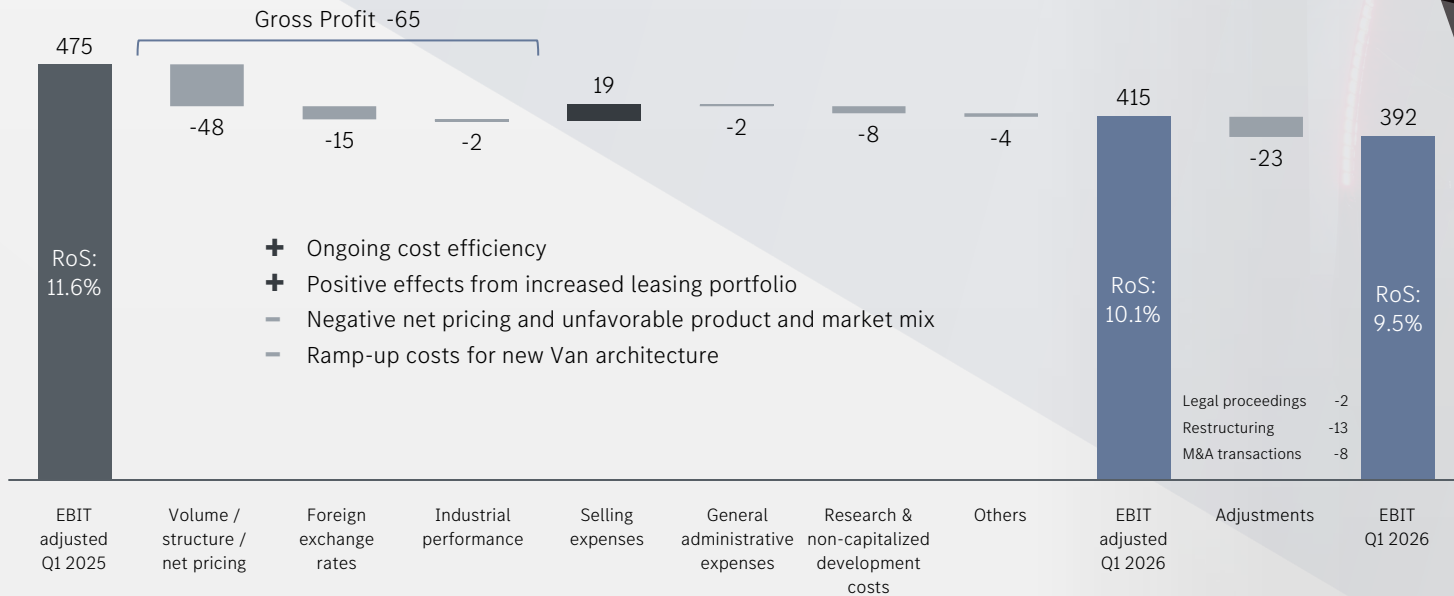 Gross Profit -65
475
-48
-15
-2
19
-2
-8
-4
415
-23
392
RoS:
11.6%
+ Ongoing cost efficiency
+ Positive effects from increased leasing portfolio
– Negative net pricing and unfavorable product and market mix
– Ramp-up costs for new Van architecture
RoS:
10.1%
RoS:
9.5%
Legal proceedings -2
Restructuring -13
M&A transactions -8
EBIT
adjusted
Q1 2025
Volume /
structure /
net pricing
Foreign
exchange
rates
Industrial
performance
Selling
expenses
General
administrative
expenses
Research &
non-capitalized
development
costs
Others
EBIT
adjusted
Q1 2026
Adjustments
EBIT
Q1 2026